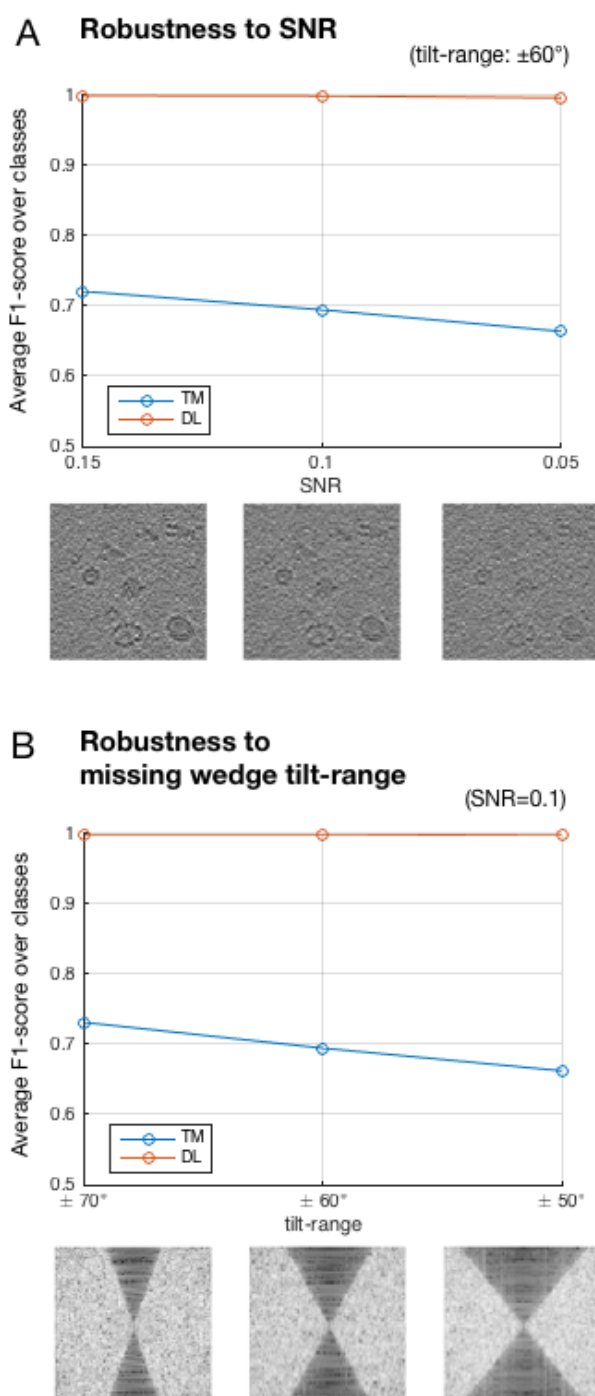 A Robustness to SNR
(tilt-range: ±60°)
Average F1-score over classes
1
0.9
0.8
0.7
0.6
0.5
TM
DL
0.15 0.1 0.05
SNR
B Robustness to
missing wedge tilt-range
(SNR=0.1)
Average F1-score over classes
1
0.9
0.8
0.7
0.6
0.5
TM
DL
± 70° ± 60° ± 50°
tilt-range